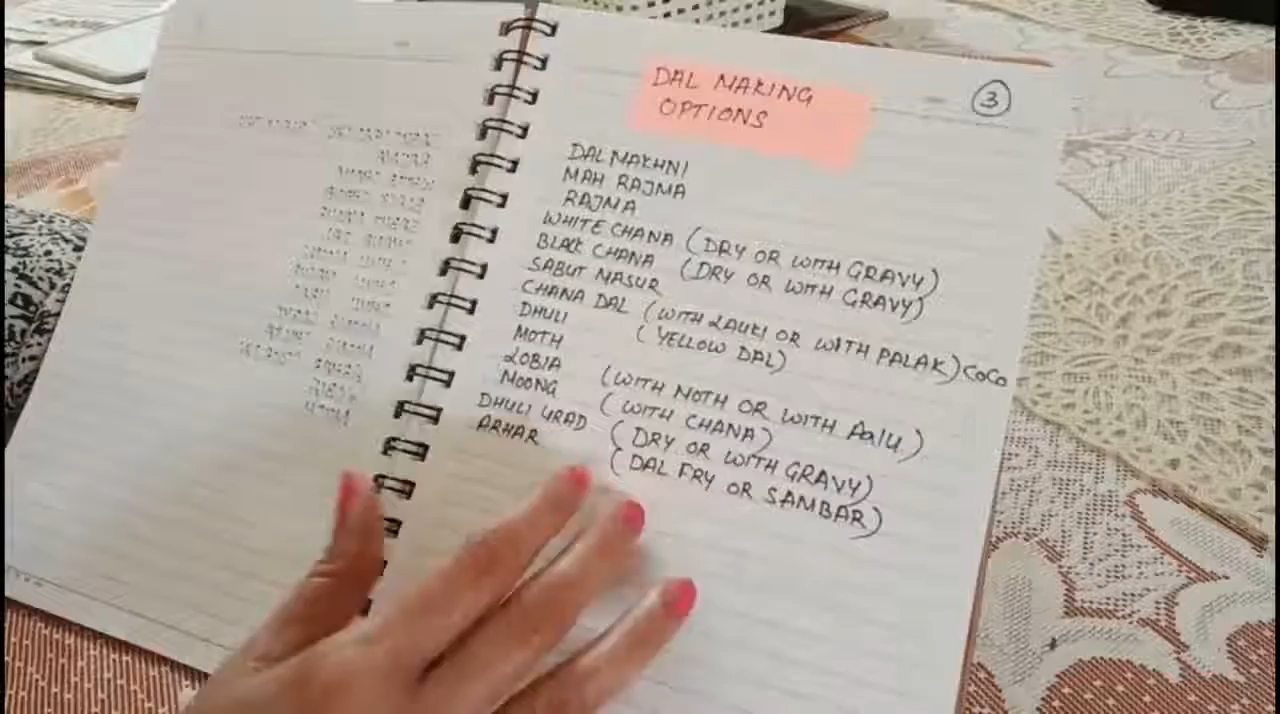 3
DAL MAKING
OPTIONS
DAL MAKHNI
MAH RAJMA
RAJMA
WHITE CHANA (DRY OR WITH GRAVY)
BLACK CHANA (DRY OR WITH GRAVY)
SABUT MASUR
CHANA DAL (WITH LAUKI OR WITH PALAK) COCO
DHULI (YELLOW DAL)
MOTH
LOBIA (WITH MOTH OR WITH AALU)
MOONG (WITH CHANA)
DHULI URAD (DRY OR WITH GRAVY)
ARHAR (DAL FRY OR SAMBAR)